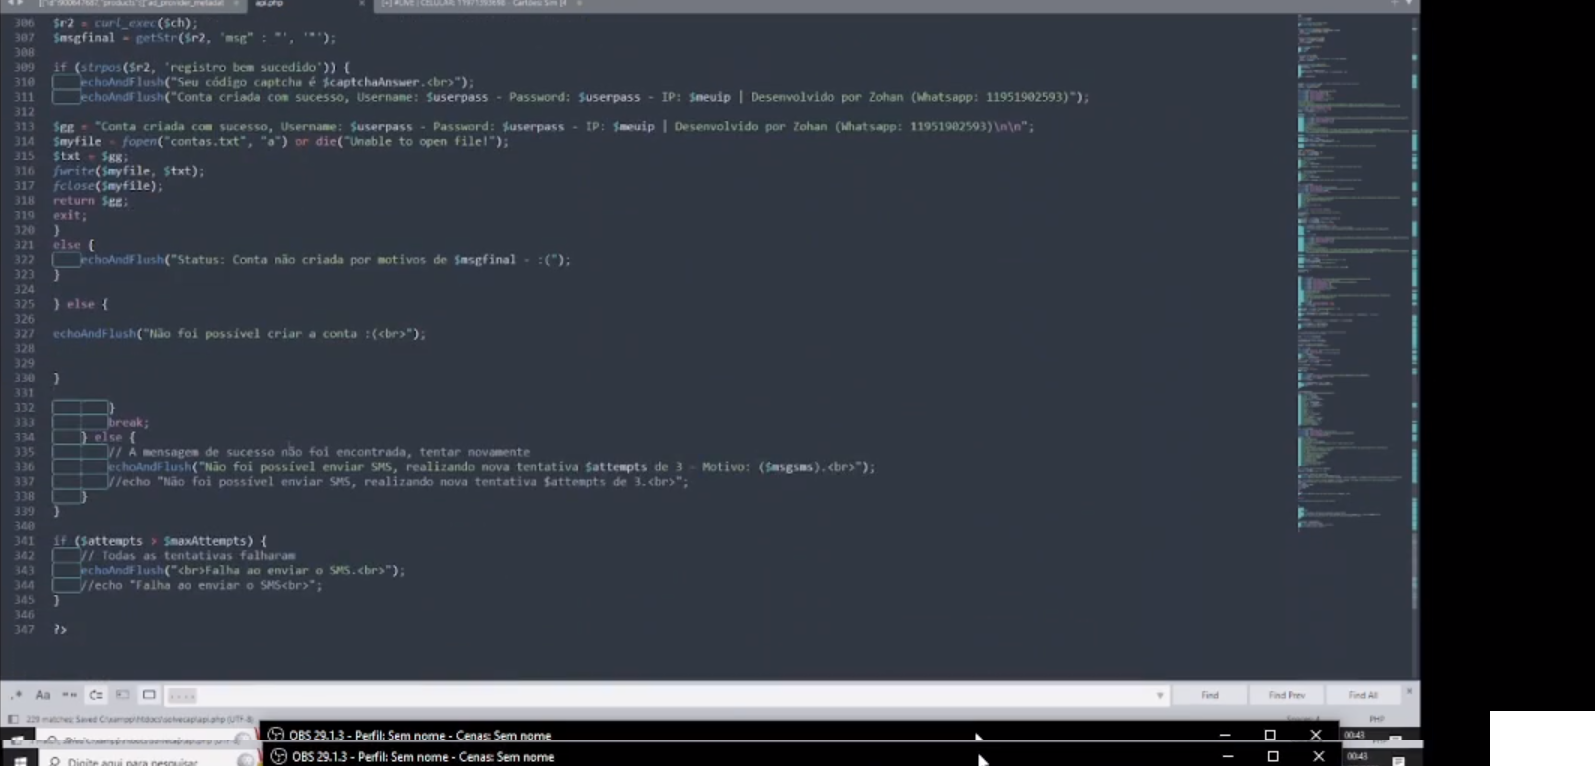 api.php
306 $r2 = curl_exec($ch);
307 $msgfinal = getStr($r2, 'msg" : "', '"');
308
309 if (strpos($r2, 'registro bem sucedido')) {
310 echoAndFlush("Seu código captcha é $captchaAnswer.<br>");
311 echoAndFlush("Conta criada com sucesso, Username: $userpass - Password: $userpass - IP: $meuip | Desenvolvido por Zohan (Whatsapp: 11951902593)");
312
313 $gg = "Conta criada com sucesso, Username: $userpass - Password: $userpass - IP: $meuip | Desenvolvido por Zohan (Whatsapp: 11951902593)\n\n";
314 $myfile = fopen("contas.txt", "a") or die("Unable to open file!");
315 $txt = $gg;
316 fwrite($myfile, $txt);
317 fclose($myfile);
318 return $gg;
319 exit;
320 }
321 else {
322 echoAndFlush("Status: Conta não criada por motivos de $msgfinal - :(");
323 }
324
325 } else {
326
327 echoAndFlush("Não foi possível criar a conta :(<br>");
328
329
330 }
331
332 }
333 break;
334 } else {
335 // A mensagem de sucesso não foi encontrada, tentar novamente
336 echoAndFlush("Não foi possível enviar SMS, realizando nova tentativa $attempts de 3 - Motivo: ($msgsms).<br>");
337 //echo "Não foi possível enviar SMS, realizando nova tentativa $attempts de 3.<br>";
338 }
339 }
340
341 if ($attempts > $maxAttempts) {
342 // Todas as tentativas falharam
343 echoAndFlush("<br>Falha ao enviar o SMS.<br>");
344 //echo "Falha ao enviar o SMS<br>";
345 }
346
347 ?>
Aa Find Find Prev Find All
PHP
OBS 29.1.3 - Perfil: Sem nome - Cenas: Sem nome 00:43
Digite aqui para pesquisar OBS 29.1.3 - Perfil: Sem nome - Cenas: Sem nome 00:43